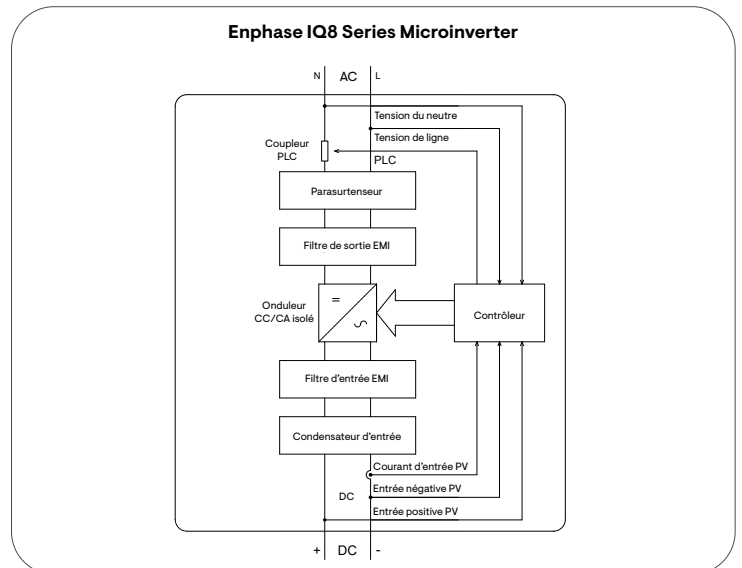 Enphase IQ8 Series Microinverter
N AC L
Tension du neutre
Tension de ligne
Coupleur
PLC
PLC
Parasurtenseur
Filtre de sortie EMI
=
Onduleur
CC/CA isolé
Contrôleur
Filtre d'entrée EMI
Condensateur d'entrée
Courant d'entrée PV
DC
Entrée négative PV
Entrée positive PV
+ DC -